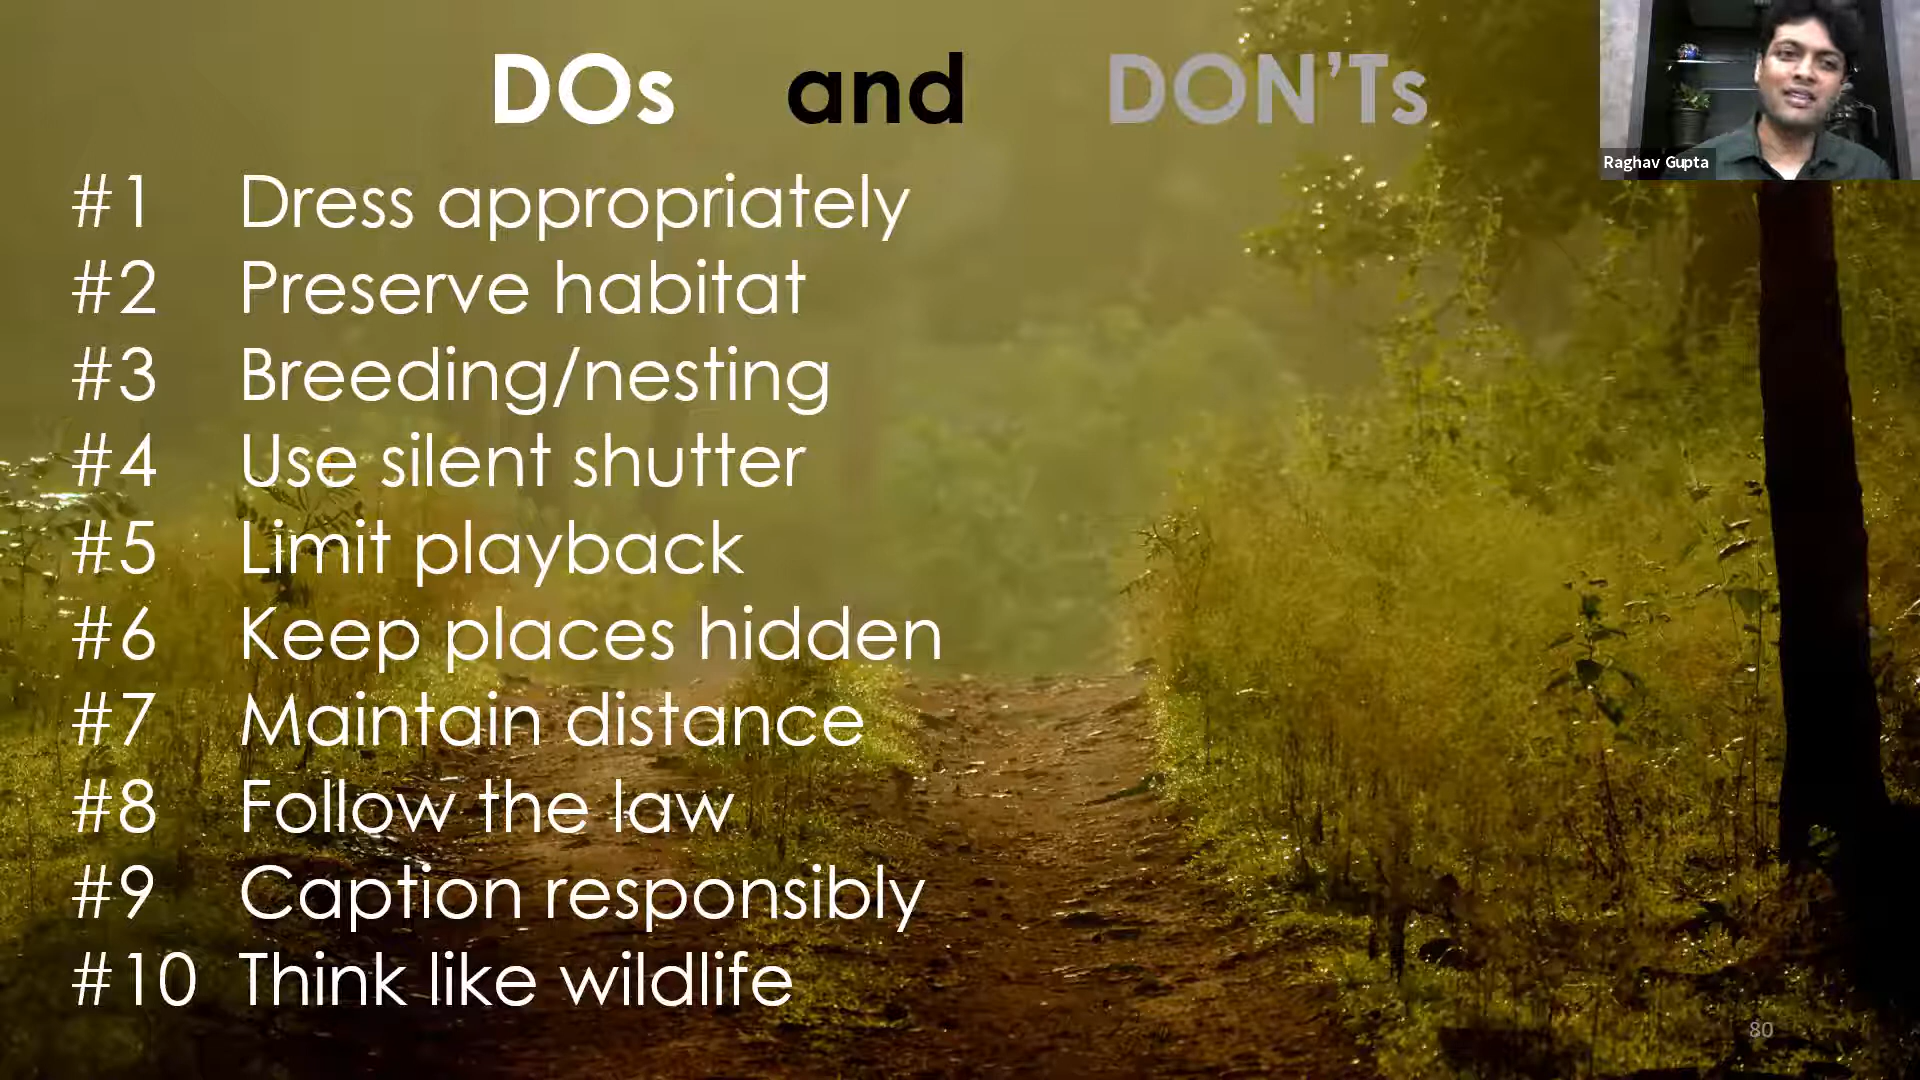 DOs and DON'Ts
Raghav Gupta
#1 Dress appropriately
#2 Preserve habitat
#3 Breeding/nesting
#4 Use silent shutter
#5 Limit playback
#6 Keep places hidden
#7 Maintain distance
#8 Follow the law
#9 Caption responsibly
#10 Think like wildlife
80